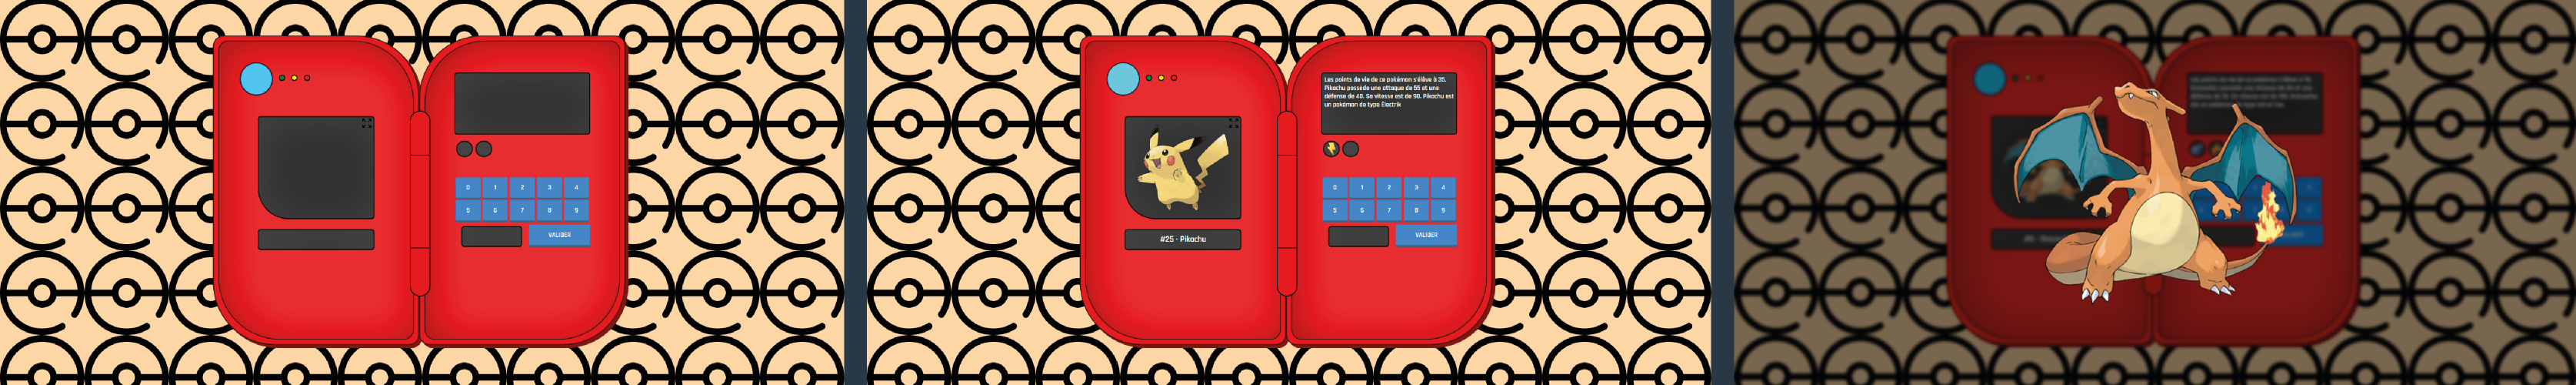 0 1 2 3 4
5 6 7 8 9
VALIDER
Les points de vie de ce pokémon s'élève à 35.
Pikachu possède une attaque de 55 et une
défense de 40. Sa vitesse est de 90. Pikachu est
un pokémon de type Électrik
#25 - Pikachu
0 1 2 3 4
5 6 7 8 9
VALIDER